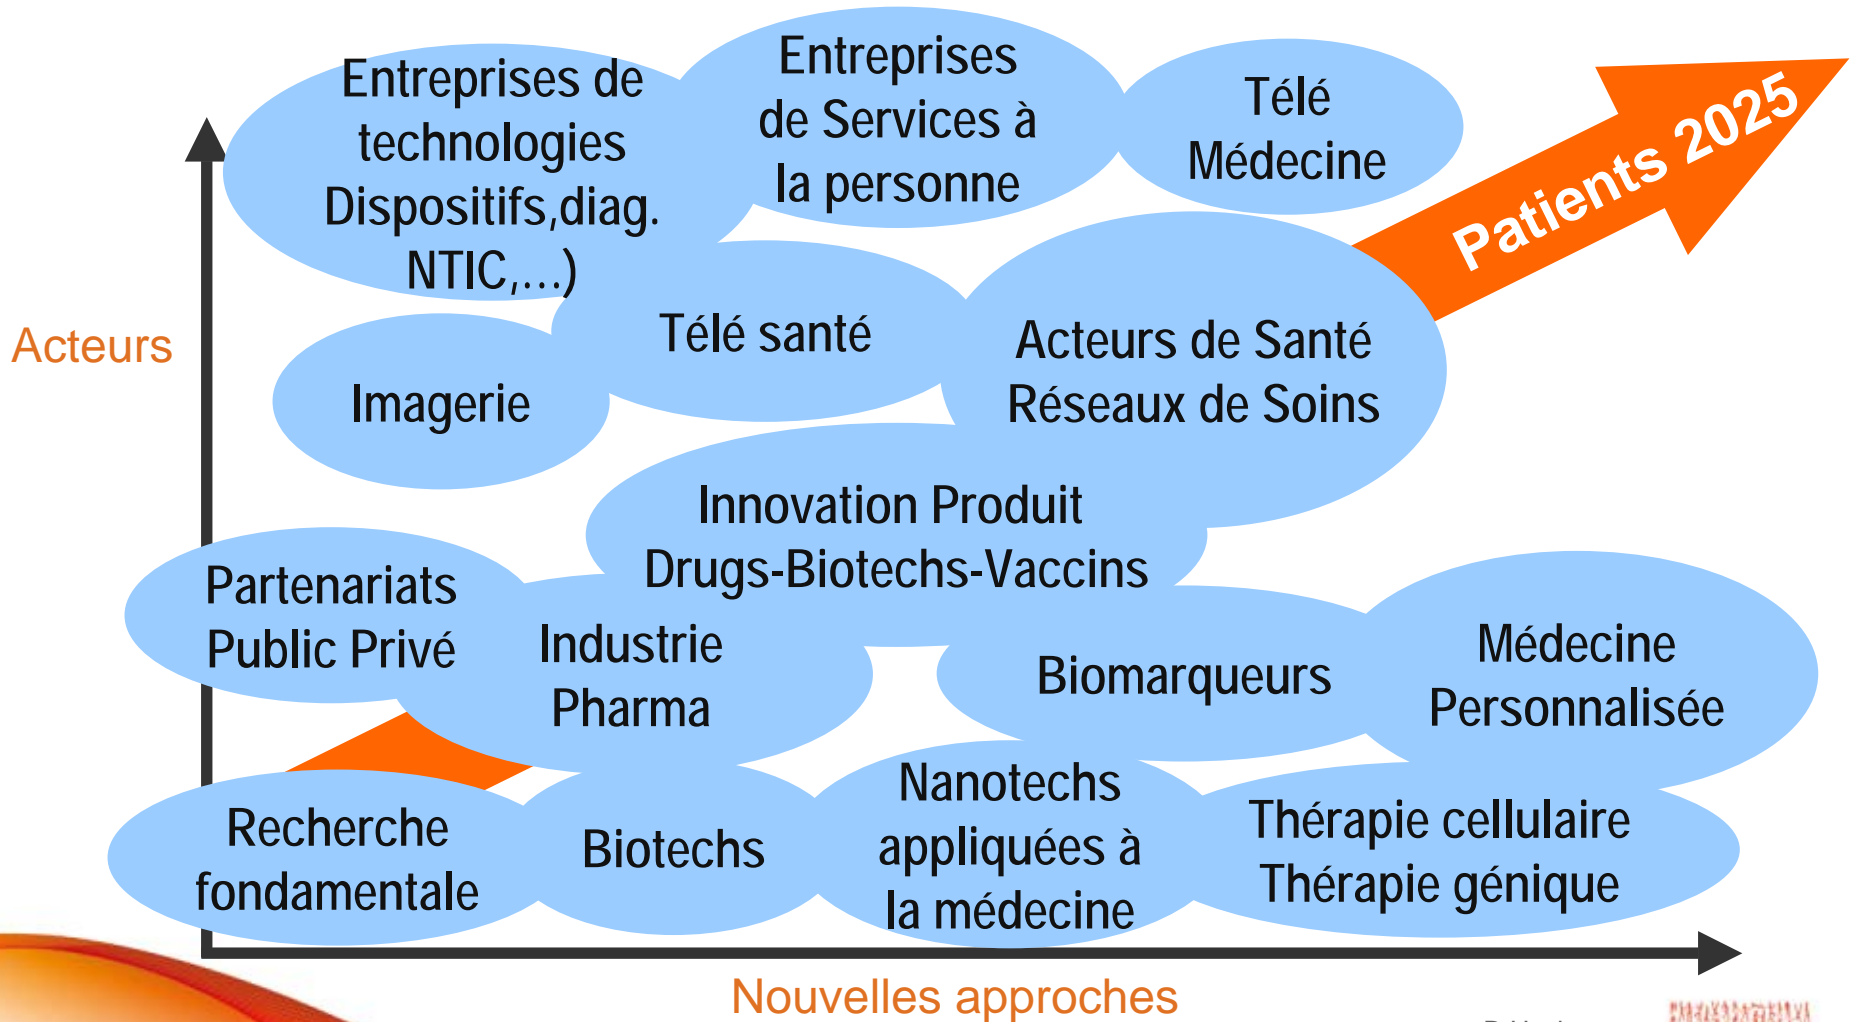 Entreprises de
technologies
Dispositifs,diag.
NTIC,...)
Entreprises
de Services à
la personne
Télé
Médecine
Patients 2025
Acteurs
Imagerie
Télé santé
Acteurs de Santé
Réseaux de Soins
Innovation Produit
Drugs-Biotechs-Vaccins
Partenariats
Public Privé
Industrie
Pharma
Biomarqueurs
Médecine
Personnalisée
Recherche
fondamentale
Biotechs
Nanotechs
appliquées à
la médecine
Thérapie cellulaire
Thérapie génique
Nouvelles approches